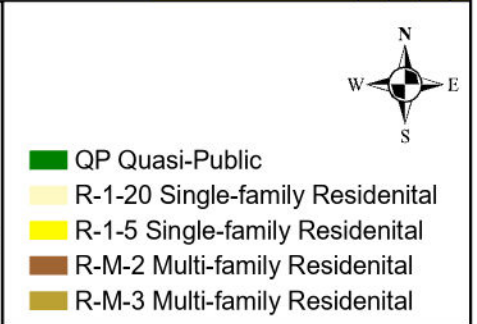 N
W E
S
QP Quasi-Public
R-1-20 Single-family Residenital
R-1-5 Single-family Residenital
R-M-2 Multi-family Residenital
R-M-3 Multi-family Residenital